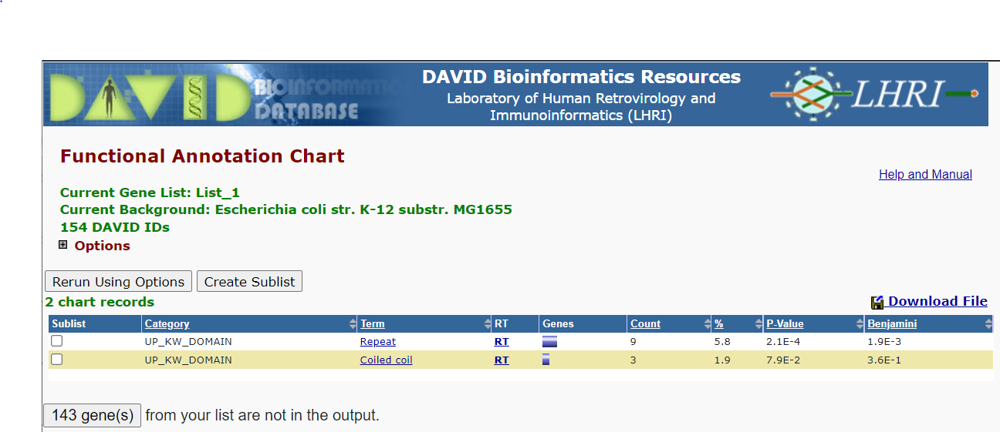 DAVID BIOINFORMATICS
DATABASE
DAVID Bioinformatics Resources
Laboratory of Human Retrovirology and
Immunoinformatics (LHRI)
LHRI
Functional Annotation Chart
Help and Manual
Current Gene List: List_1
Current Background: Escherichia coli str. K-12 substr. MG1655
154 DAVID IDs
Options
Rerun Using Options Create Sublist
2 chart records
Download File
Sublist Category Term RT Genes Count % P-Value Benjamini
UP_KW_DOMAIN Repeat RT 9 5.8 2.1E-4 1.9E-3
UP_KW_DOMAIN Coiled coil RT 3 1.9 7.9E-2 3.6E-1
143 gene(s) from your list are not in the output.